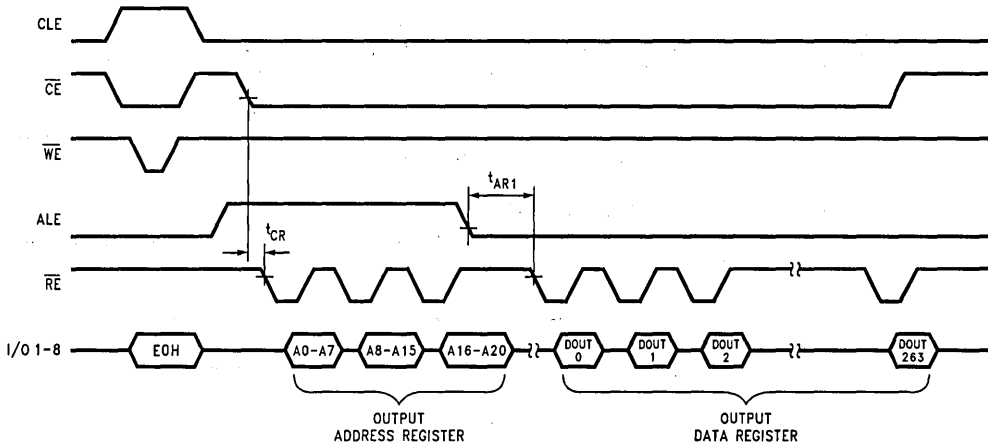 CLE
CE
WE
tAR1
ALE
tCR
RE
I/O 1-8
EOH
A0-A7
A8-A15
A16-A20
DOUT
0
DOUT
1
DOUT
2
DOUT
263
OUTPUT
ADDRESS REGISTER
OUTPUT
DATA REGISTER